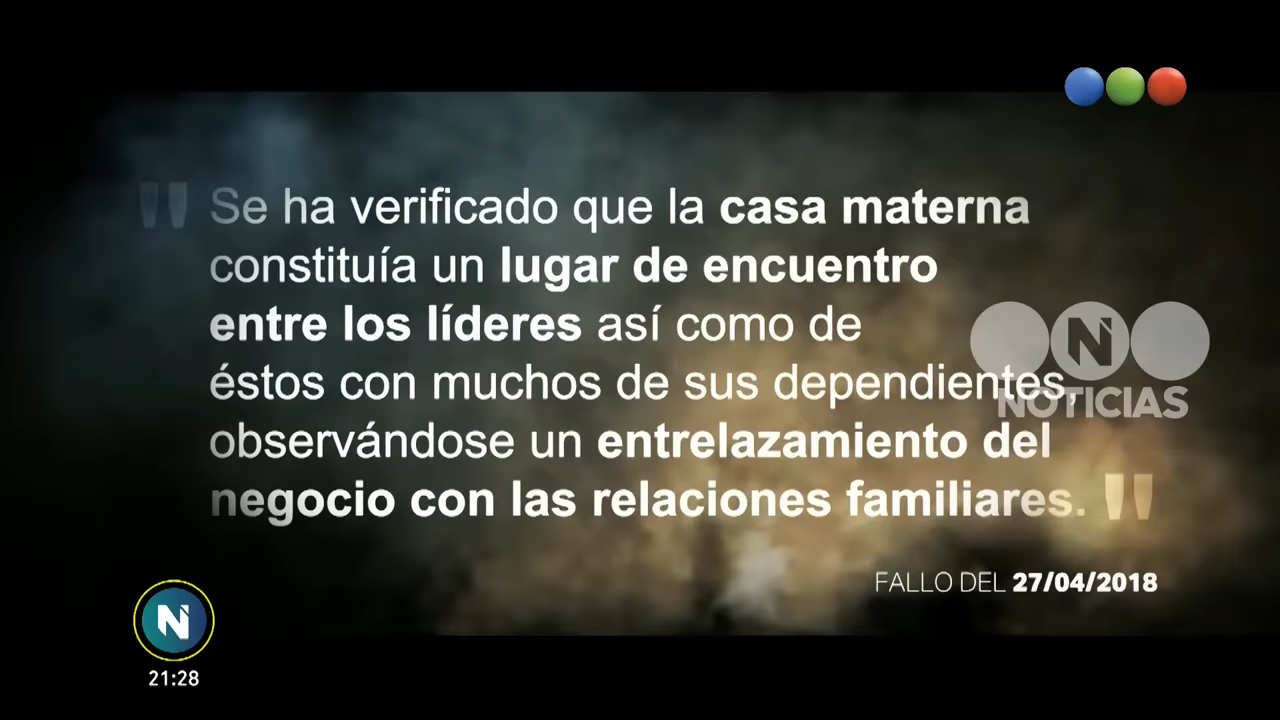 " Se ha verificado que la casa materna
constituía un lugar de encuentro
entre los líderes así como de
éstos con muchos de sus dependientes,
observándose un entrelazamiento del
negocio con las relaciones familiares. "
N
NOTICIAS
FALLO DEL 27/04/2018
N
21:28